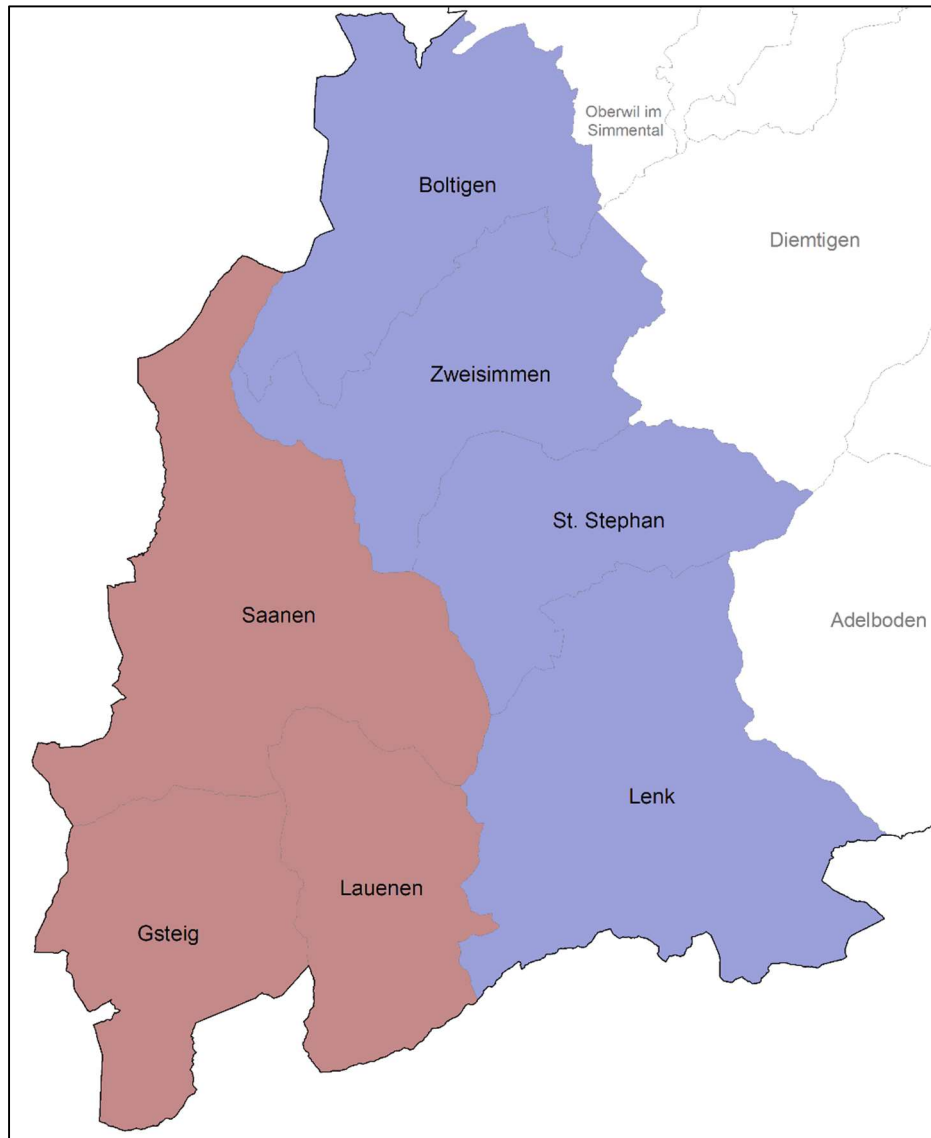 Oberwil im
Simmental
Boltigen
Diemtigen
Zweisimmen
St. Stephan
Saanen
Adelboden
Lenk
Lauenen
Gsteig